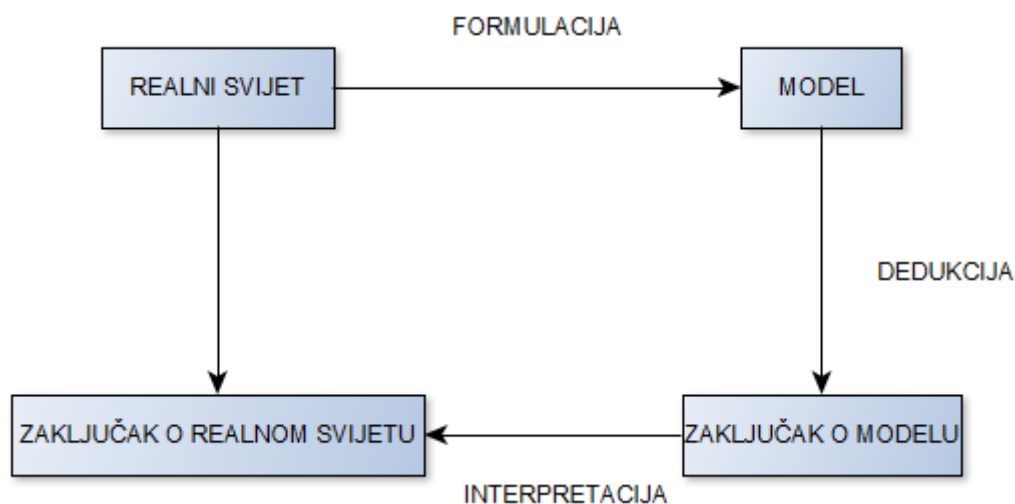 FORMULACIJA
REALNI SVIJET
MODEL
DEDUKCIJA
ZAKLJUČAK O REALNOM SVIJETU
ZAKLJUČAK O MODELU
INTERPRETACIJA